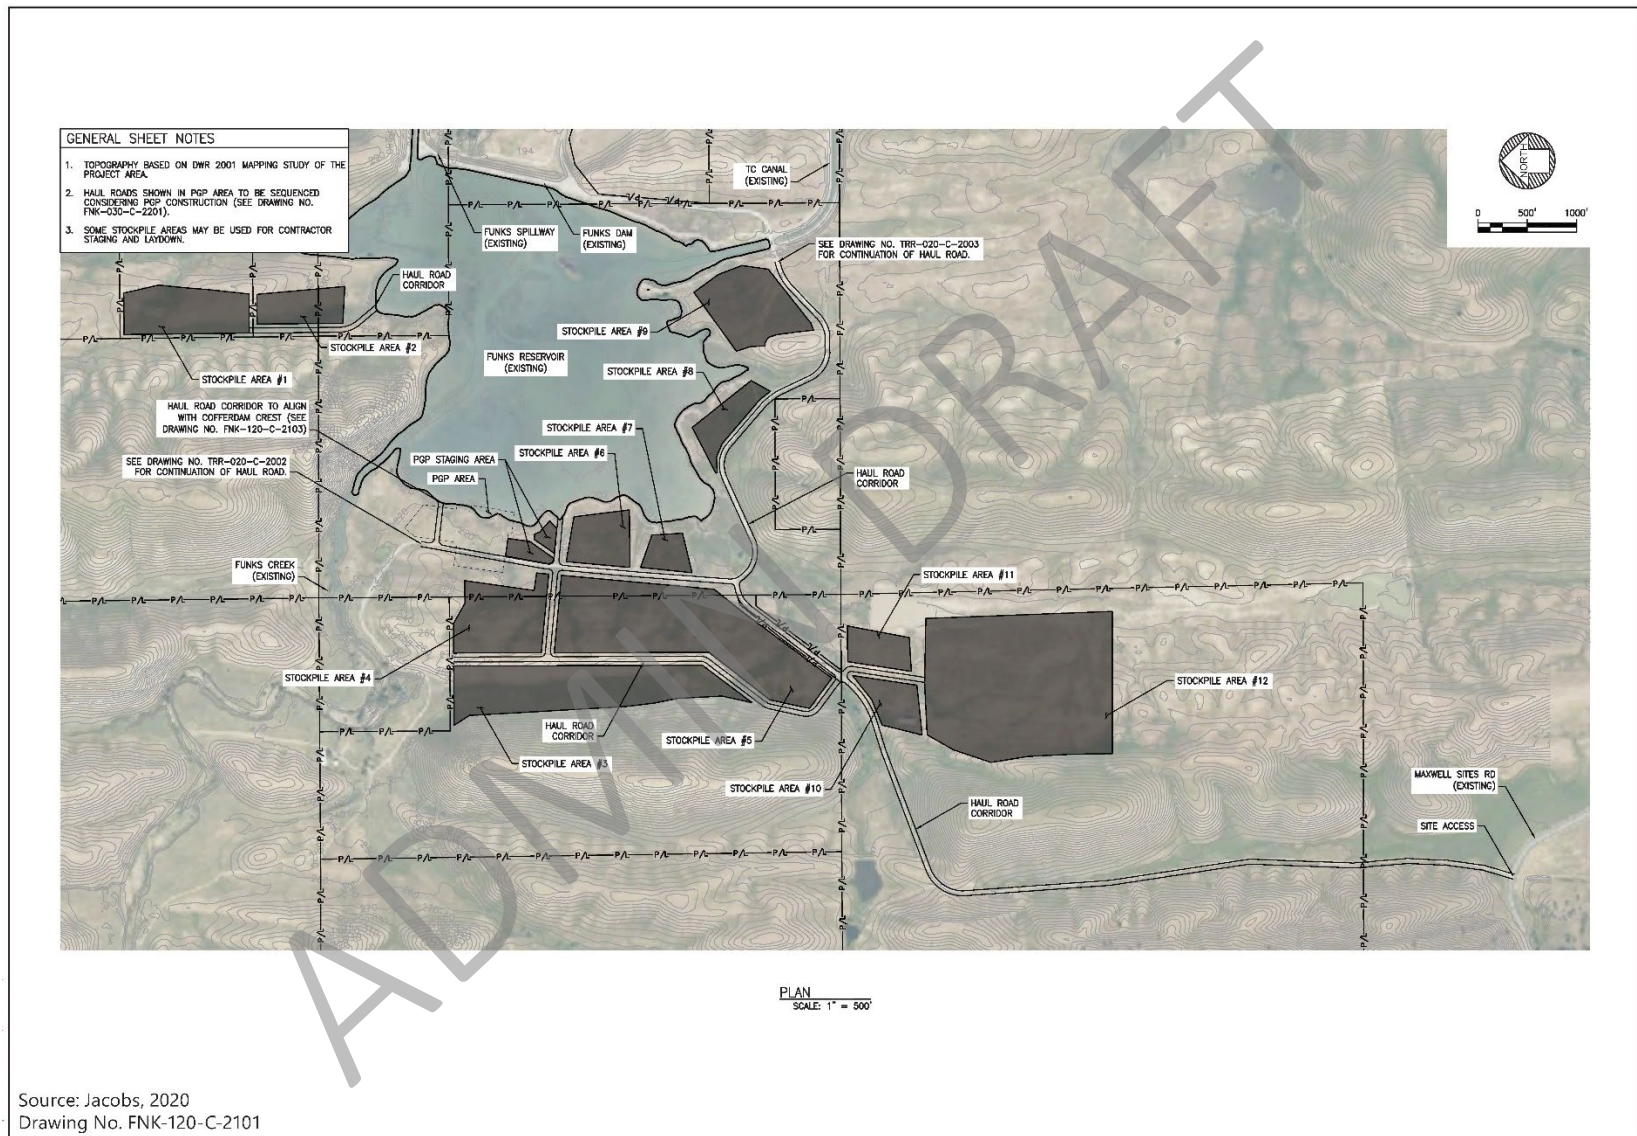 GENERAL SHEET NOTES
1. TOPOGRAPHY BASED ON DWR 2001 MAPPING STUDY OF THE
PROJECT AREA.
2. HAUL ROADS SHOWN IN PGP AREA TO BE SEQUENCED
CONSIDERING PGP CONSTRUCTION (SEE DRAWING NO.
FNK-030-C-2201).
3. SOME STOCKPILE AREAS MAY BE USED FOR CONTRACTOR
STAGING AND LAYDOWN.
194
TC CANAL
(EXISTING)
NORTH
0 500' 1000'
FUNKS SPILLWAY
(EXISTING)
FUNKS DAM
(EXISTING)
SEE DRAWING NO. TRR-020-C-2003
FOR CONTINUATION OF HAUL ROAD.
HAUL ROAD
CORRIDOR
STOCKPILE AREA #9
STOCKPILE AREA #2
FUNKS RESERVOIR
(EXISTING)
STOCKPILE AREA #8
STOCKPILE AREA #1
HAUL ROAD CORRIDOR TO ALIGN
WITH COFFERDAM CREST (SEE
DRAWING NO. FNK-120-C-2103)
STOCKPILE AREA #7
STOCKPILE AREA #6
PGP STAGING AREA
SEE DRAWING NO. TRR-020-C-2002
FOR CONTINUATION OF HAUL ROAD.
PGP AREA
HAUL ROAD
CORRIDOR
FUNKS CREEK
(EXISTING)
STOCKPILE AREA #11
260
STOCKPILE AREA #4
STOCKPILE AREA #12
HAUL ROAD
CORRIDOR
STOCKPILE AREA #5
STOCKPILE AREA #3
STOCKPILE AREA #10
HAUL ROAD
CORRIDOR
MAXWELL SITES RD
(EXISTING)
SITE ACCESS
P/L
ADMIN DRAFT
PLAN
SCALE: 1" = 500'
Source: Jacobs, 2020
Drawing No. FNK-120-C-2101